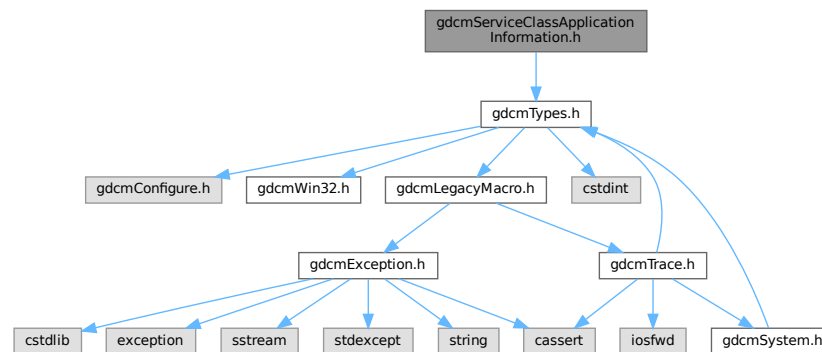 gdcmServiceClassApplication
Information.h
gdcmTypes.h
gdcmConfigure.h
gdcmWin32.h
gdcmLegacyMacro.h
cstdint
gdcmException.h
gdcmTrace.h
cstdlib
exception
sstream
stdexcept
string
cassert
iosfwd
gdcmSystem.h